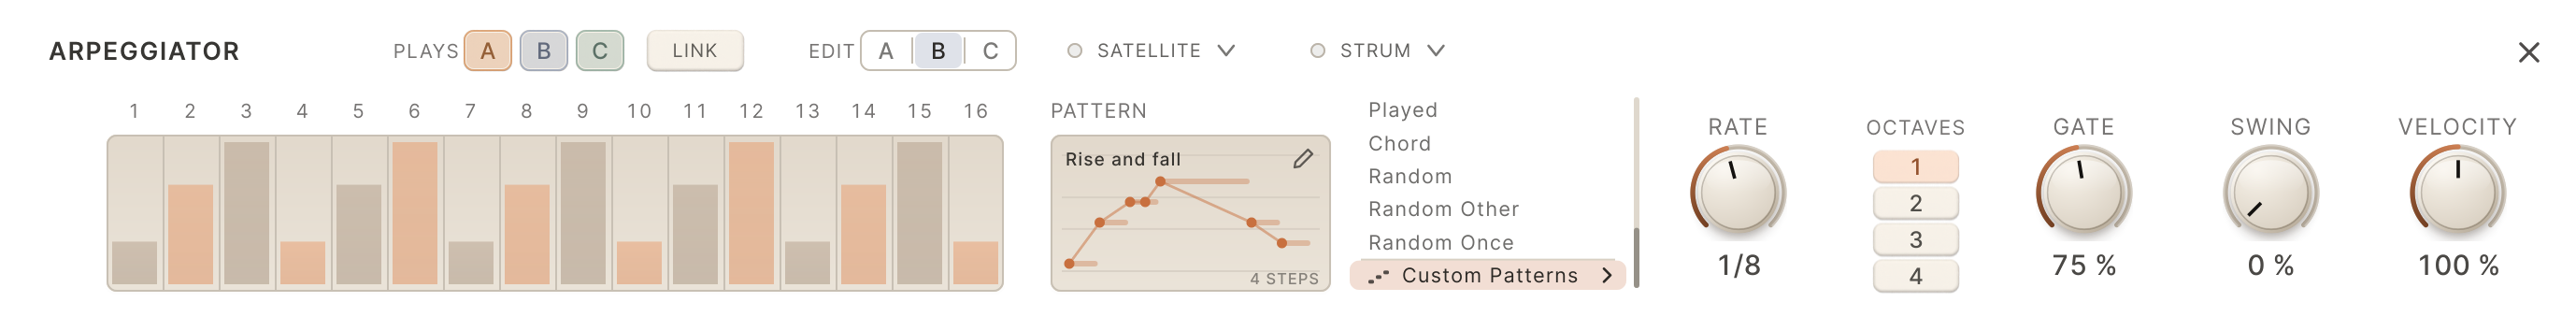 ARPEGGIATOR PLAYS A B C LINK EDIT A B C SATELLITE STRUM
1 2 3 4 5 6 7 8 9 10 11 12 13 14 15 16
PATTERN
Rise and fall
4 STEPS
Played
Chord
Random
Random Other
Random Once
Custom Patterns
RATE
1/8
OCTAVES
1
2
3
4
GATE
75 %
SWING
0 %
VELOCITY
100 %